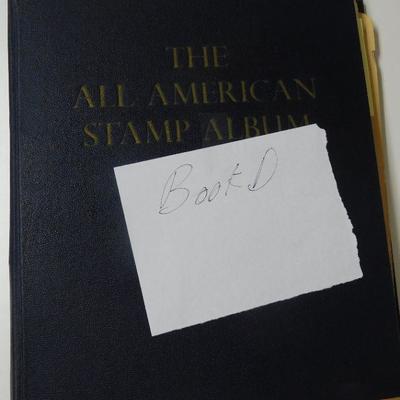 THE
ALL AMERICAN
STAMP ALBUM
Book D